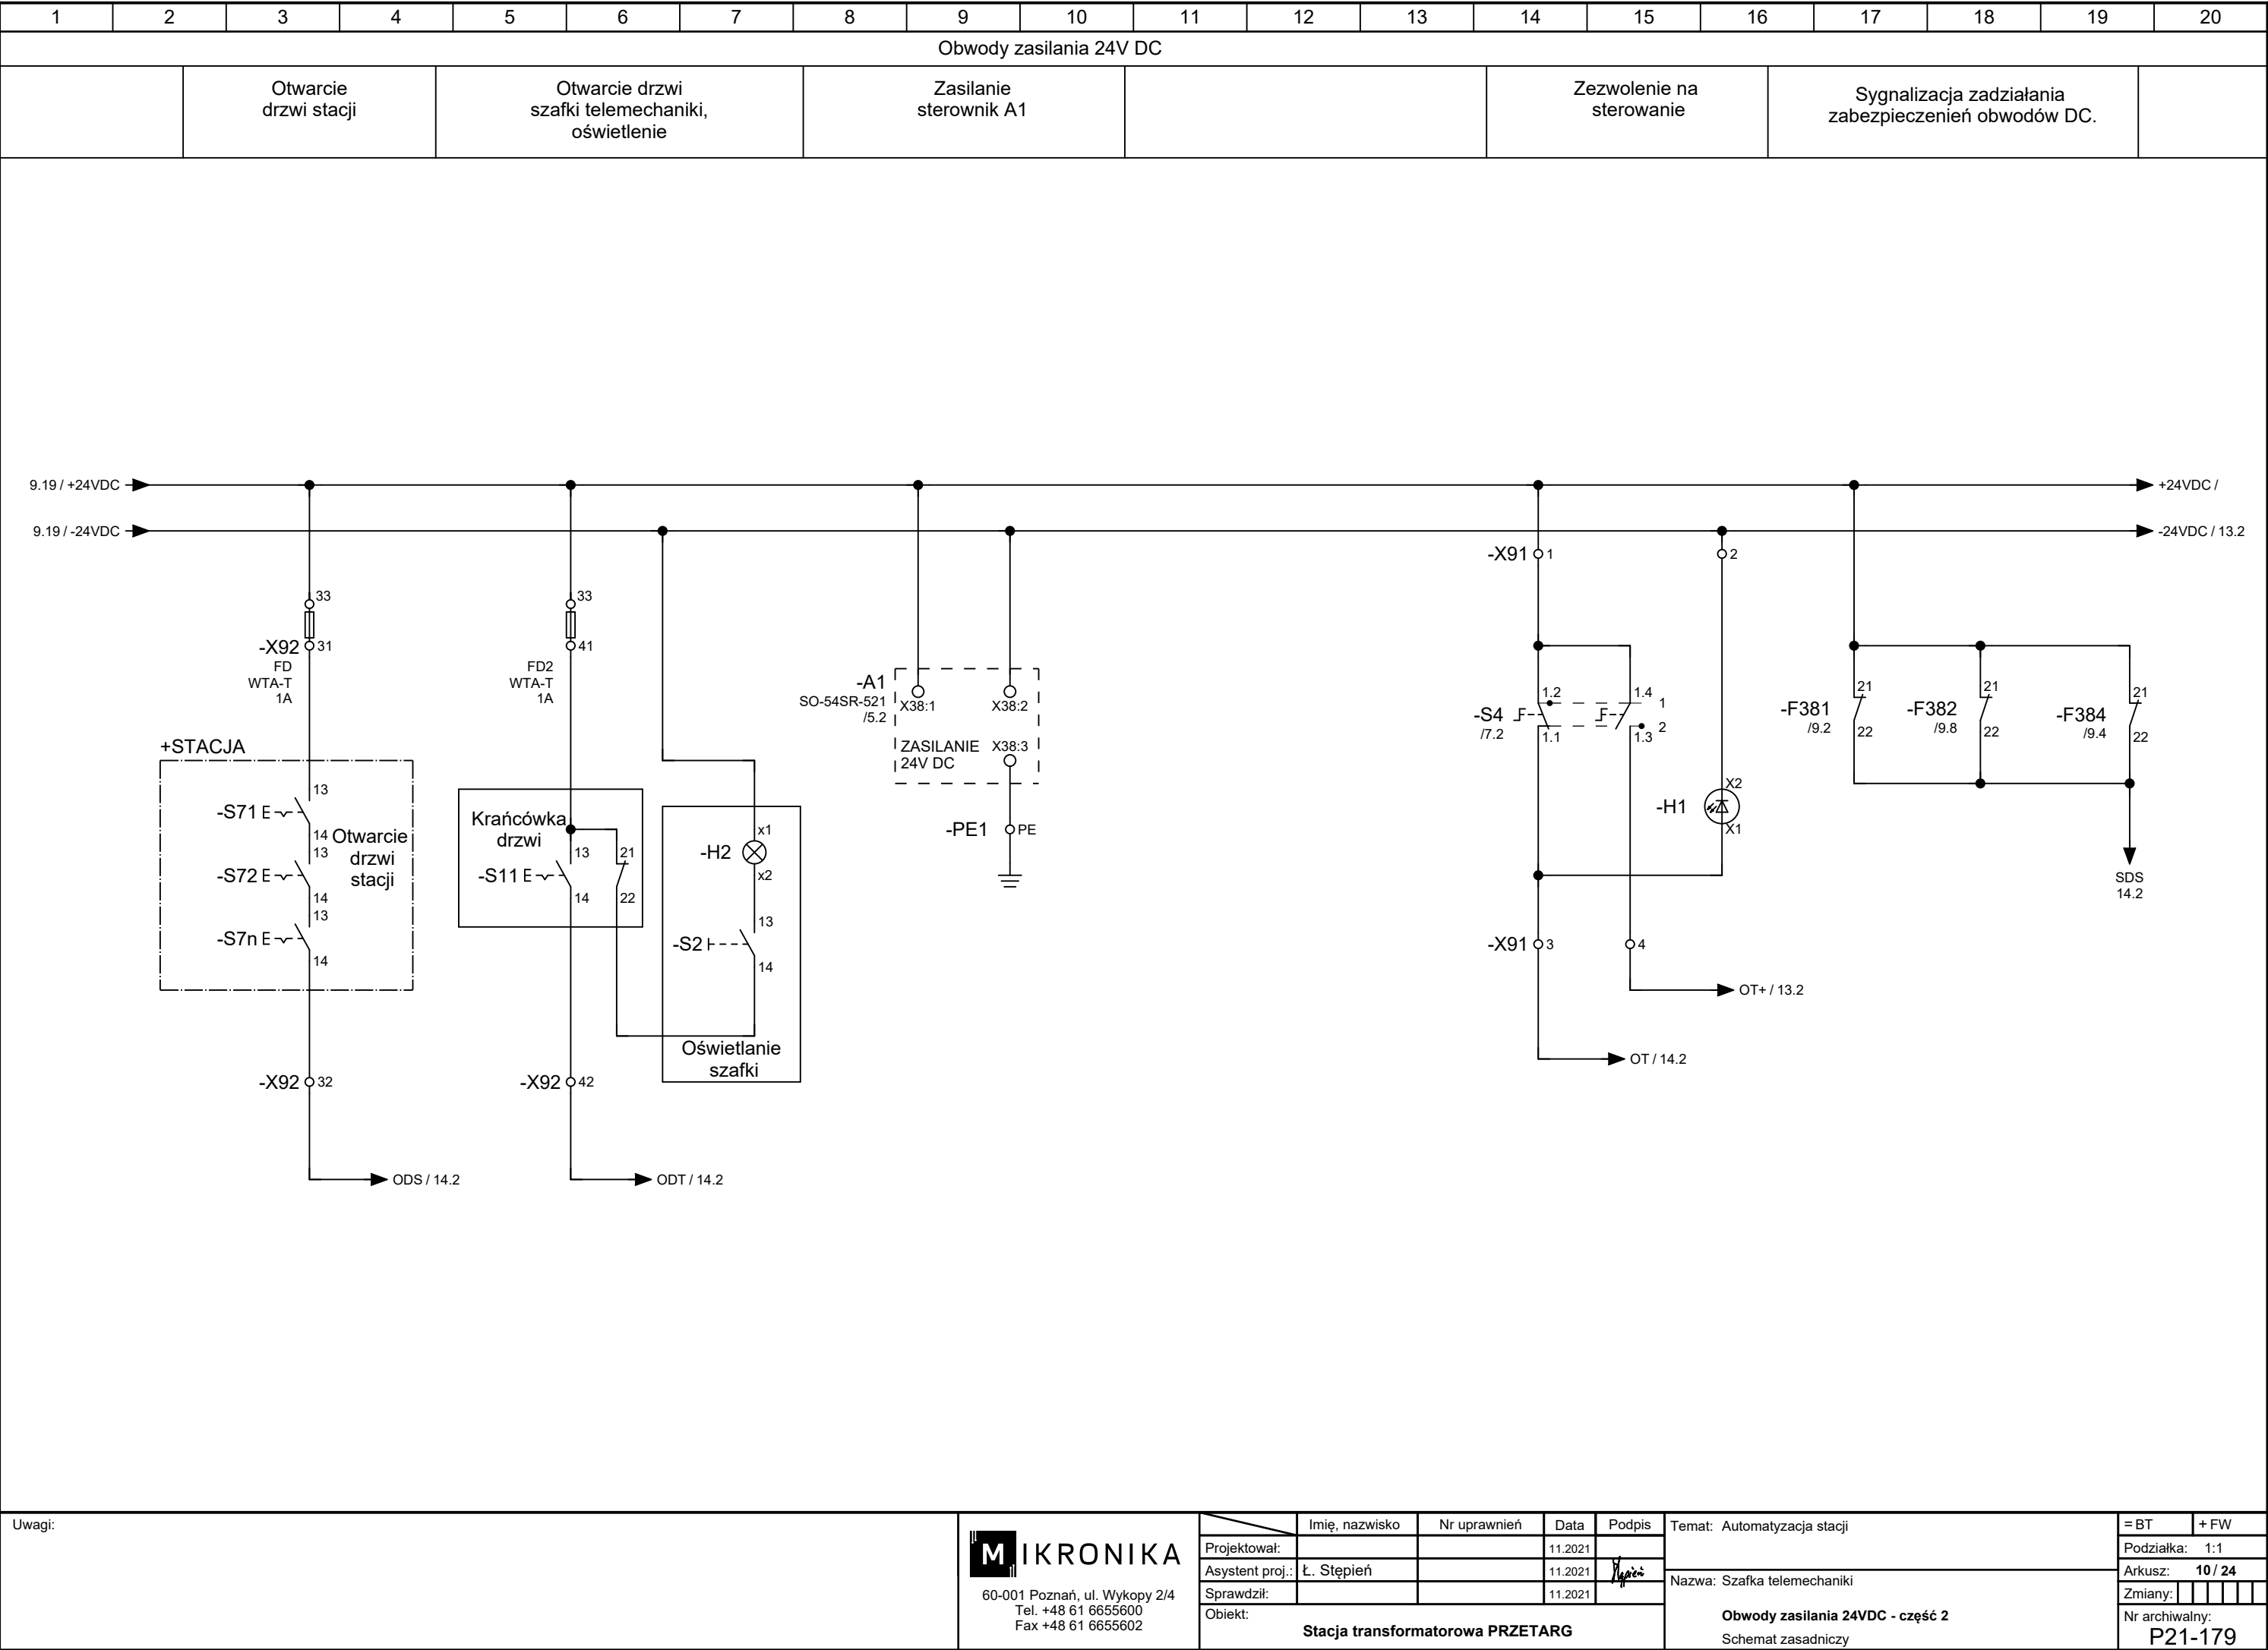 1 2 3 4 5 6 7 8 9 10 11 12 13 14 15 16 17 18 19 20
Obwody zasilania 24V DC
Otwarcie
drzwi stacji
Otwarcie drzwi
szafki telemechaniki,
oświetlenie
Zasilanie
sterownik A1
Zezwolenie na
sterowanie
Sygnalizacja zadziałania
zabezpieczeń obwodów DC.
9.19 / +24VDC
+24VDC /
9.19 / -24VDC
-24VDC / 13.2
33
-X92 31
FD
WTA-T
1A
+STACJA
13
-S71
14
13
-S72
14
13
-S7n
14
Otwarcie
drzwi
stacji
-X92 32
ODS / 14.2
33
41
FD2
WTA-T
1A
Krańcówka
drzwi
13 21
-S11
14 22
-X92 42
ODT / 14.2
x1
-H2
x2
13
-S2
14
Oświetlanie
szafki
-A1
SO-54SR-521
/5.2
X38:1 X38:2
ZASILANIE
24V DC
X38:3
-PE1 PE
-X91 1 2
1.2 1.4 1
-S4
/7.2
1.1 1.3 2
X2
-H1
X1
-X91 3 4
OT+ / 13.2
OT / 14.2
21
-F381
/9.2
22
21
-F382
/9.8
22
21
-F384
/9.4
22
SDS
14.2
Uwagi:
MIKRONIKA
60-001 Poznań, ul. Wykopy 2/4
Tel. +48 61 6655600
Fax +48 61 6655602
Imię, nazwisko Nr uprawnień Data Podpis
Projektował: 11.2021
Asystent proj.: Ł. Stępień 11.2021 Stępień
Sprawdził: 11.2021
Obiekt:
Stacja transformatorowa PRZETARG
Temat: Automatyzacja stacji
Nazwa: Szafka telemechaniki
Obwody zasilania 24VDC - część 2
Schemat zasadniczy
= BT + FW
Podziałka: 1:1
Arkusz: 10 / 24
Zmiany:
Nr archiwalny:
P21-179